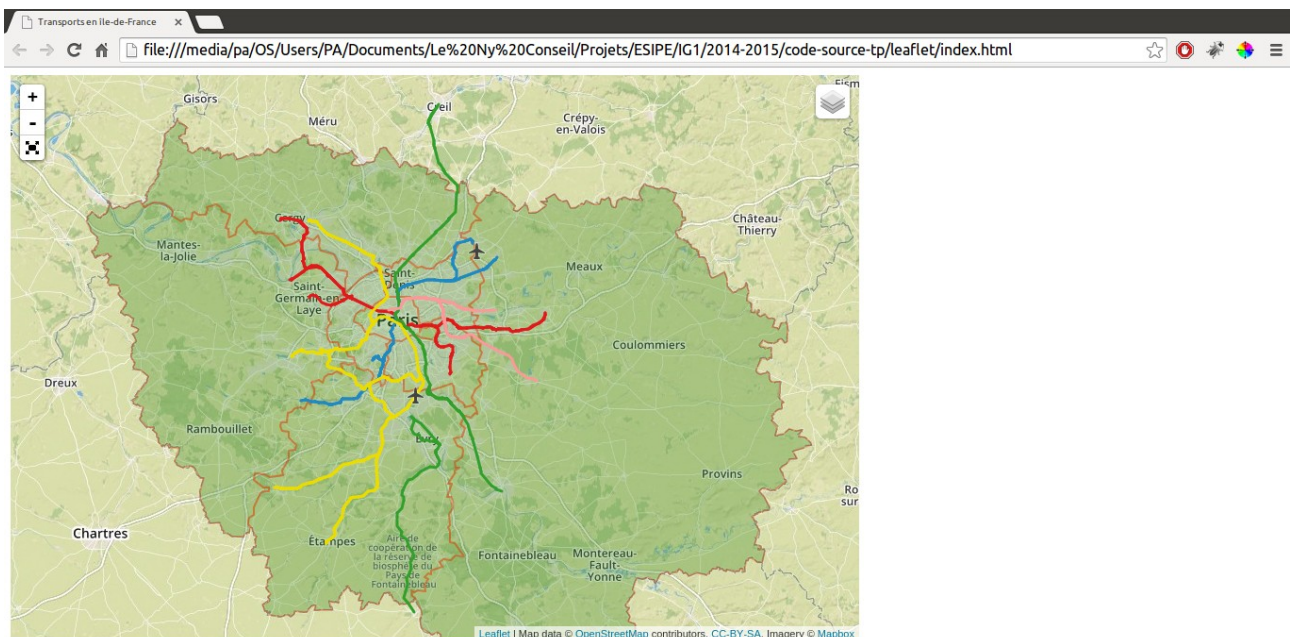 Transports en Île-de-France
file:///media/pa/OS/Users/PA/Documents/Le%20Ny%20Conseil/Projets/ESIPE/IG1/2014-2015/code-source-tp/leaflet/index.html
+
-
Gisors
Creil
Méru
Crépy-
en-Valois
Cergy
Château-
Thierry
Mantes-
la-Jolie
Saint-
Denis
Meaux
Saint-
Germain-en-
Laye
Paris
Coulommiers
Dreux
Rambouillet
Évry
Provins
Chartres
Étampes
Aire de
coopération de
la réserve de
biosphère du
Pays de
Fontainebleau
Fontainebleau
Montereau-
Fault-
Yonne
Leaflet | Map data © OpenStreetMap contributors, CC-BY-SA, Imagery © Mapbox